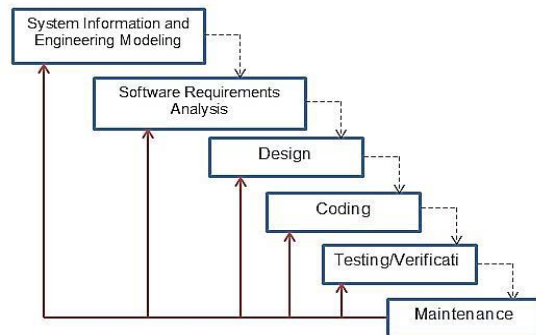 System Information and
Engineering Modeling
Software Requirements
Analysis
Design
Coding
Testing/Verificati
Maintenance